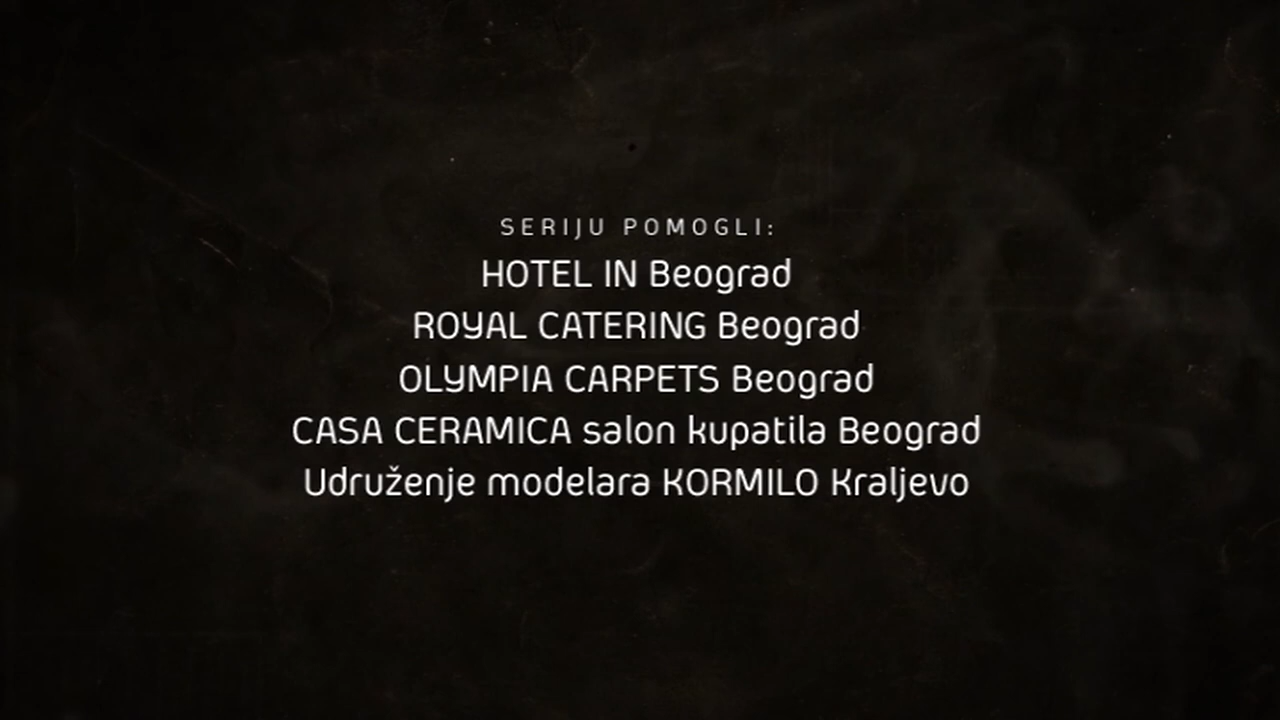 SERIJU POMOGLI:
HOTEL IN Beograd
ROYAL CATERING Beograd
OLYMPIA CARPETS Beograd
CASA CERAMICA salon kupatila Beograd
Udruženje modelara KORMILO Kraljevo